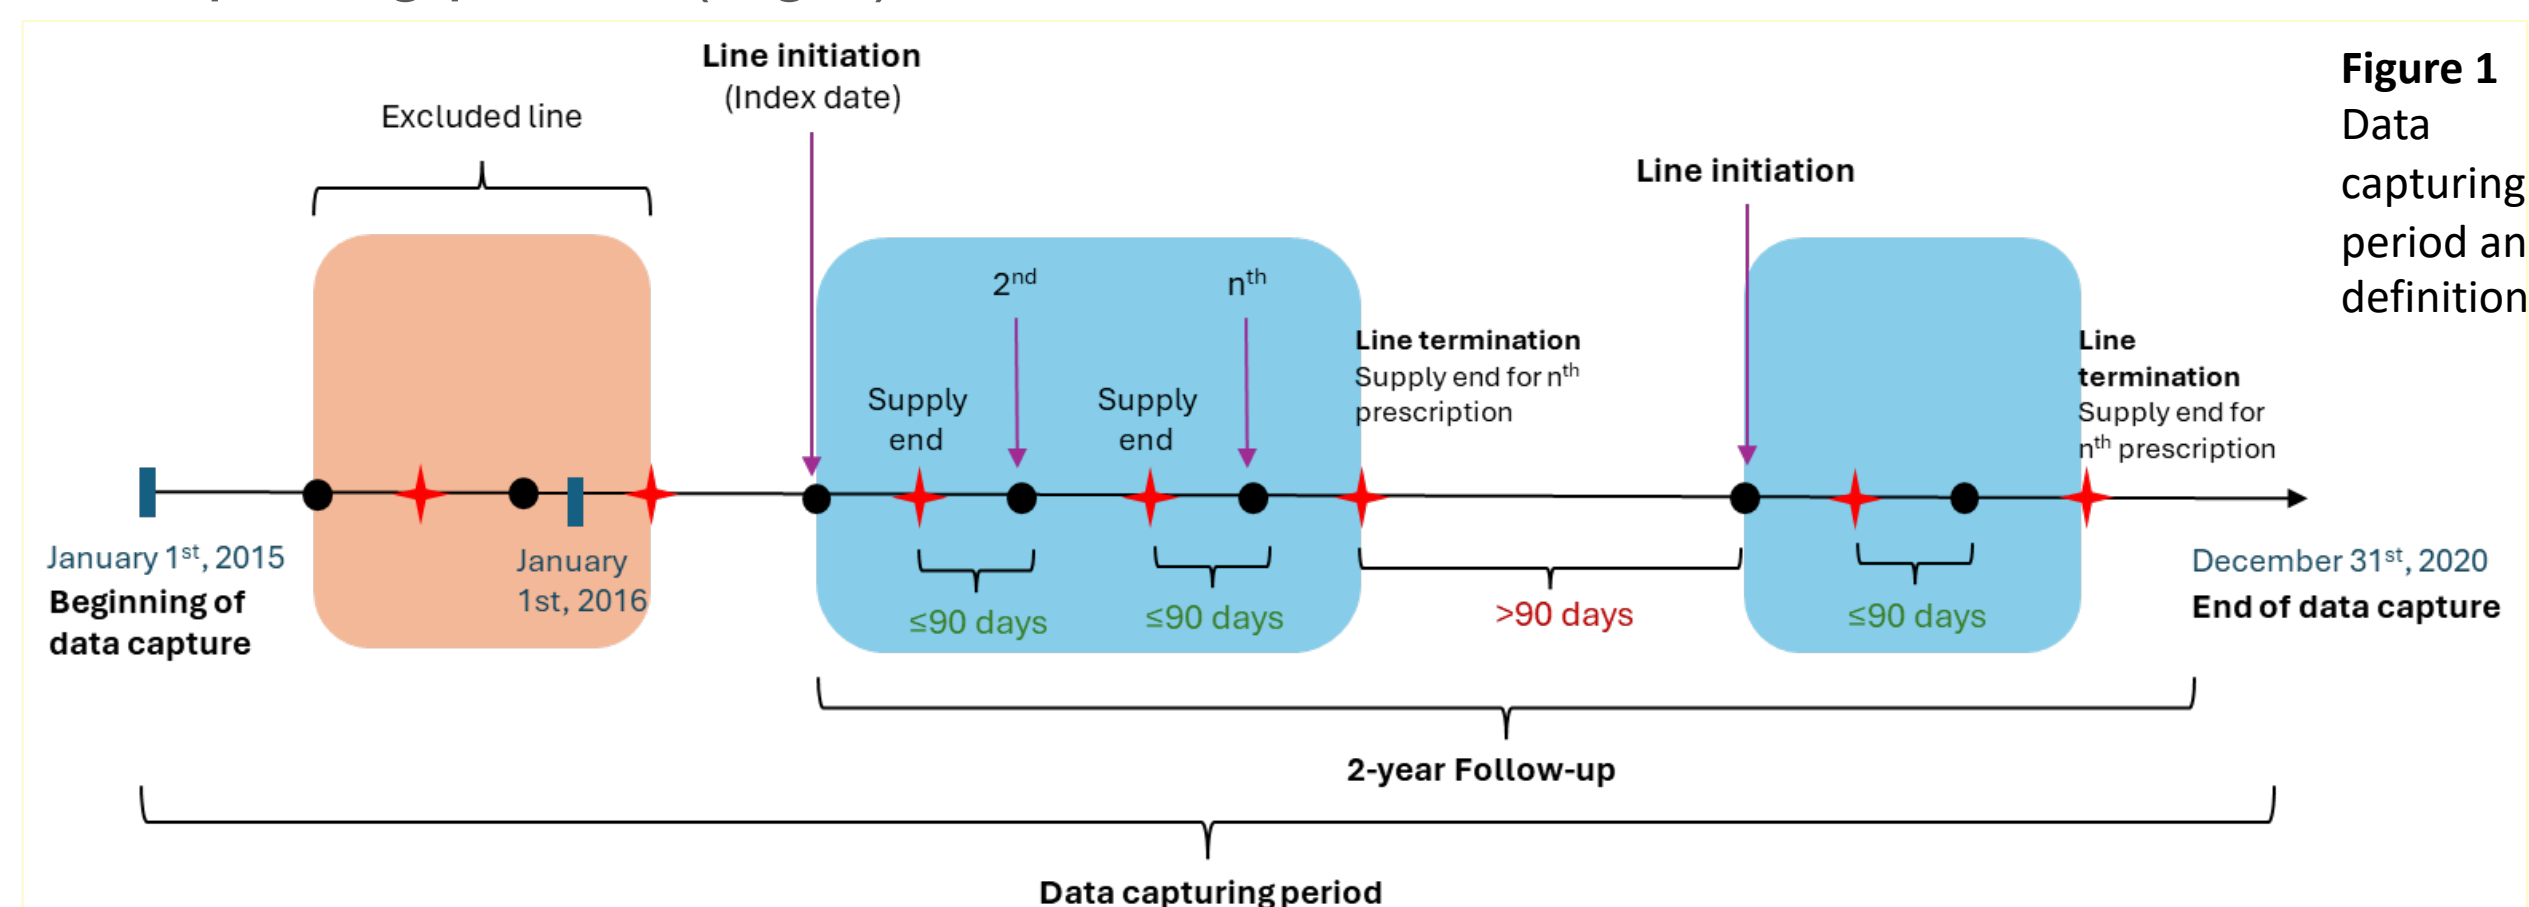 Line initiation
(Index date)
Excluded line
Line initiation
Figure 1
Data
capturing
period an
definition
2nd
nth
Supply
end
Supply
end
Line termination
Supply end for nth
prescription
Line
termination
Supply end for
nth prescription
January 1st, 2015
Beginning of
data capture
January
1st, 2016
≤90 days
≤90 days
>90 days
≤90 days
December 31st, 2020
End of data capture
2-year Follow-up
Data capturing period